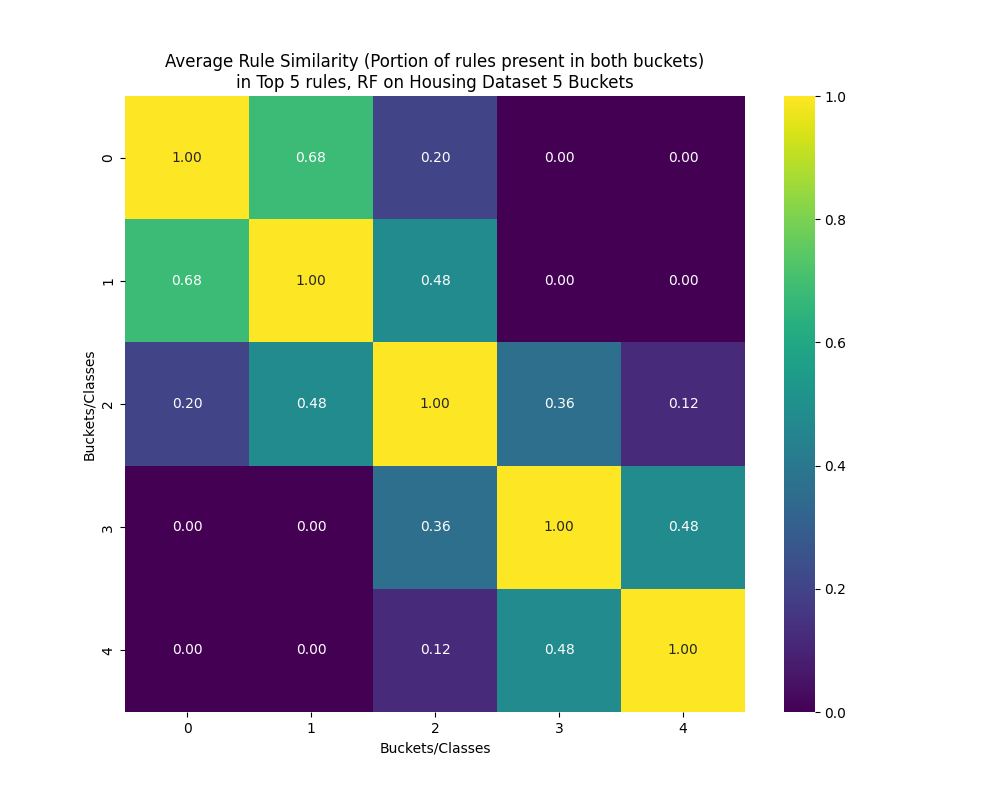 Average Rule Similarity (Portion of rules present in both buckets)
in Top 5 rules, RF on Housing Dataset 5 Buckets
1.0
0 1.00 0.68 0.20 0.00 0.00
0.8
1 0.68 1.00 0.48 0.00 0.00
0.6
Buckets/Classes
2 0.20 0.48 1.00 0.36 0.12
0.4
3 0.00 0.00 0.36 1.00 0.48
0.2
4 0.00 0.00 0.12 0.48 1.00
0.0
0 1 2 3 4
Buckets/Classes